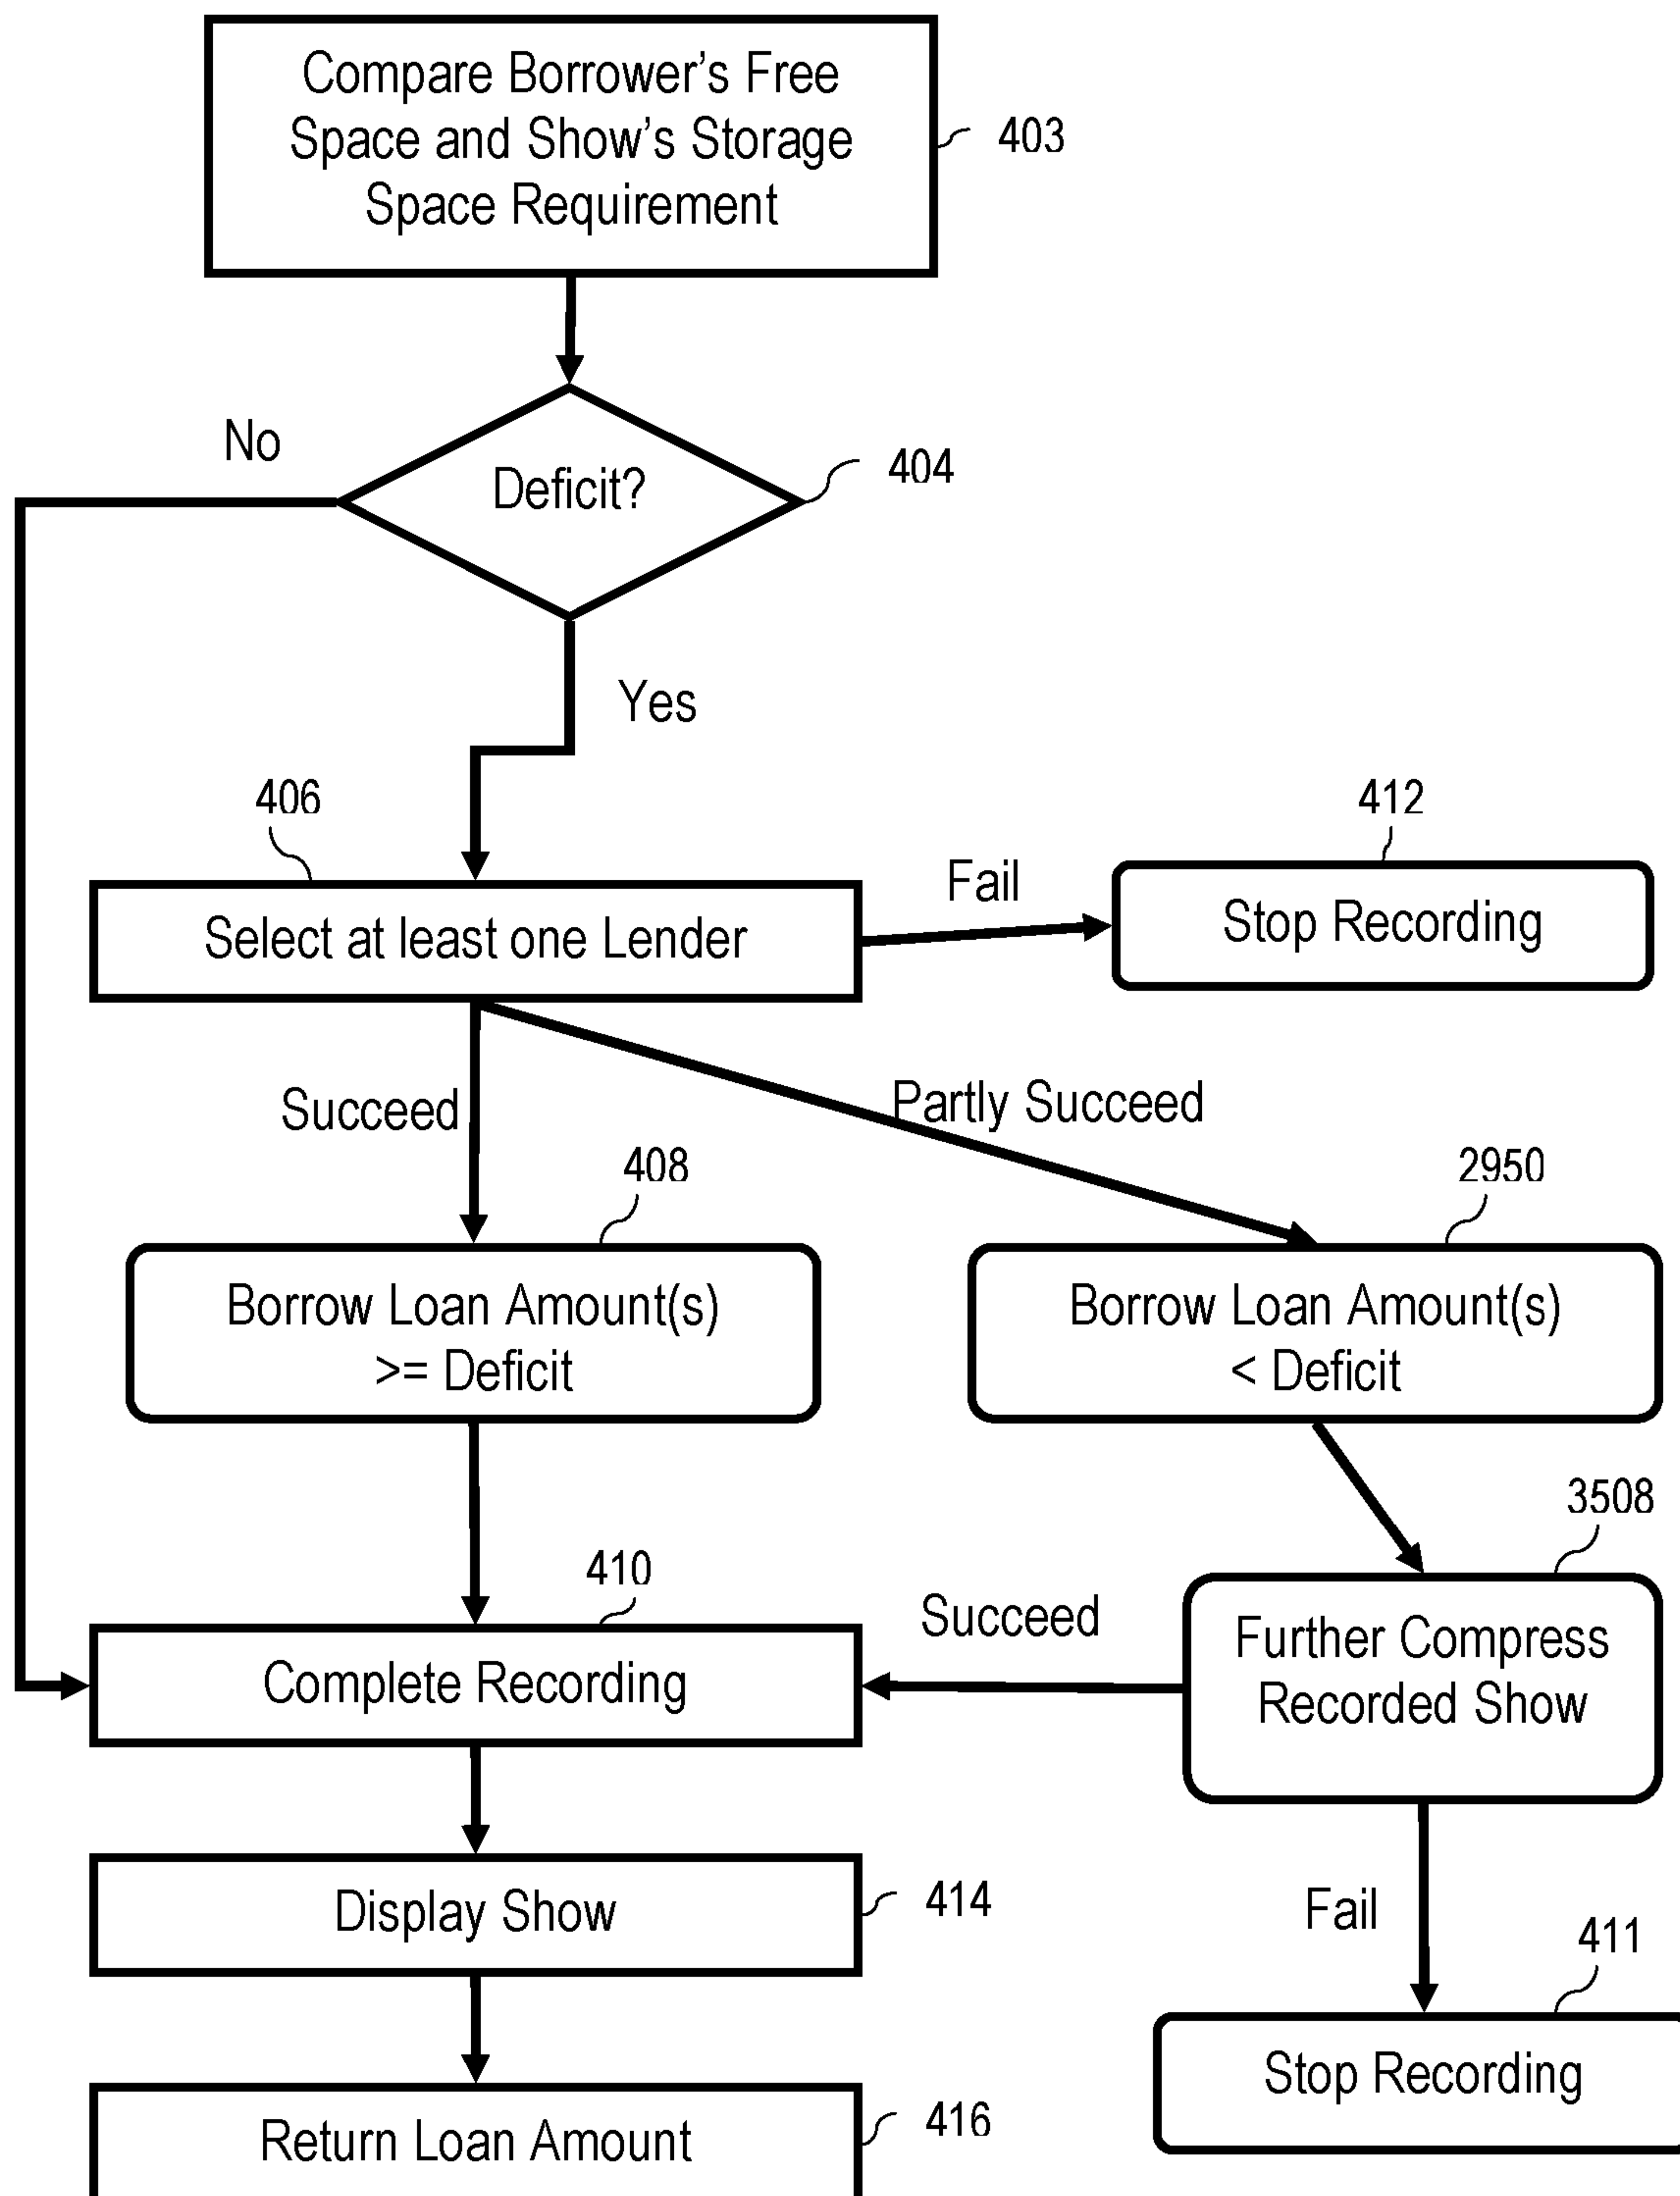 Compare Borrower’s Free
Space and Show’s Storage
Space Requirement
403
No
Deficit?
404
Yes
406
412
Fail
Select at least one Lender
Stop Recording
Succeed
Partly Succeed
408
2950
Borrow Loan Amount(s)
>= Deficit
Borrow Loan Amount(s)
< Deficit
3508
410
Succeed
Further Compress
Recorded Show
Complete Recording
Display Show
414
Fail
411
Stop Recording
Return Loan Amount
416